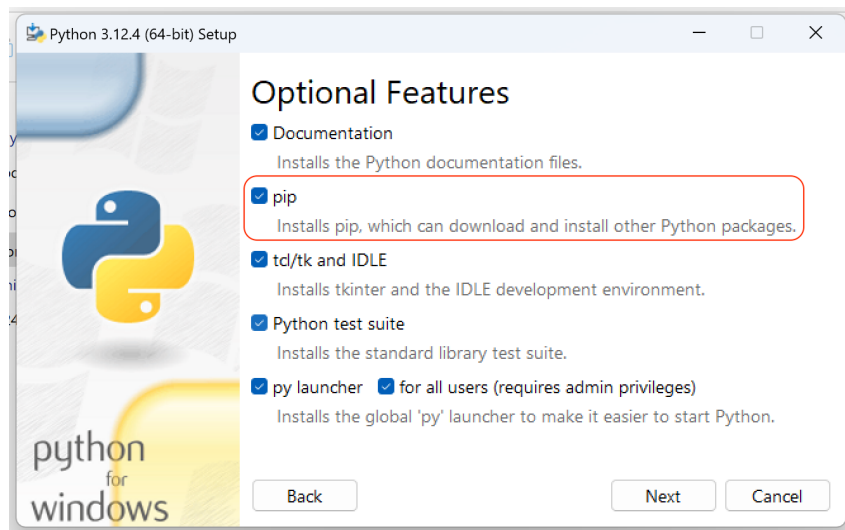 Python 3.12.4 (64-bit) Setup
Optional Features
Documentation
Installs the Python documentation files.
pip
Installs pip, which can download and install other Python packages.
tcl/tk and IDLE
Installs tkinter and the IDLE development environment.
Python test suite
Installs the standard library test suite.
py launcher for all users (requires admin privileges)
Installs the global 'py' launcher to make it easier to start Python.
python
for
windows
Back Next Cancel